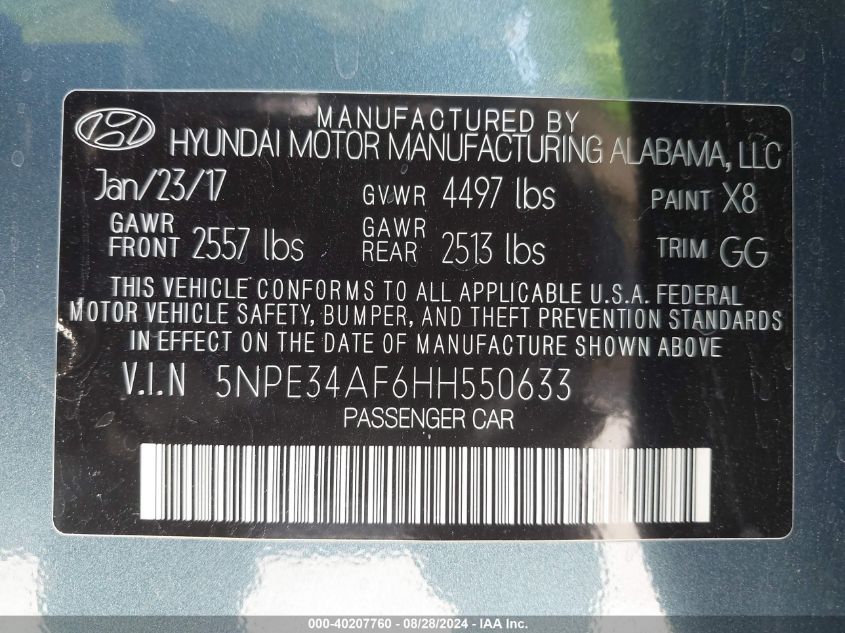 MANUFACTURED BY
HYUNDAI MOTOR MANUFACTURING ALABAMA, LLC
Jan/23/17 GVWR 4497 lbs PAINT X8
GAWR FRONT 2557 lbs GAWR REAR 2513 lbs TRIM GG
THIS VEHICLE CONFORMS TO ALL APPLICABLE U.S.A. FEDERAL
MOTOR VEHICLE SAFETY, BUMPER, AND THEFT PREVENTION STANDARDS
IN EFFECT ON THE DATE OF MANUFACTURE SHOWN ABOVE
V.I.N 5NPE34AF6HH550633
PASSENGER CAR
000-40207760 | 08/28/2024 - IAA Inc.